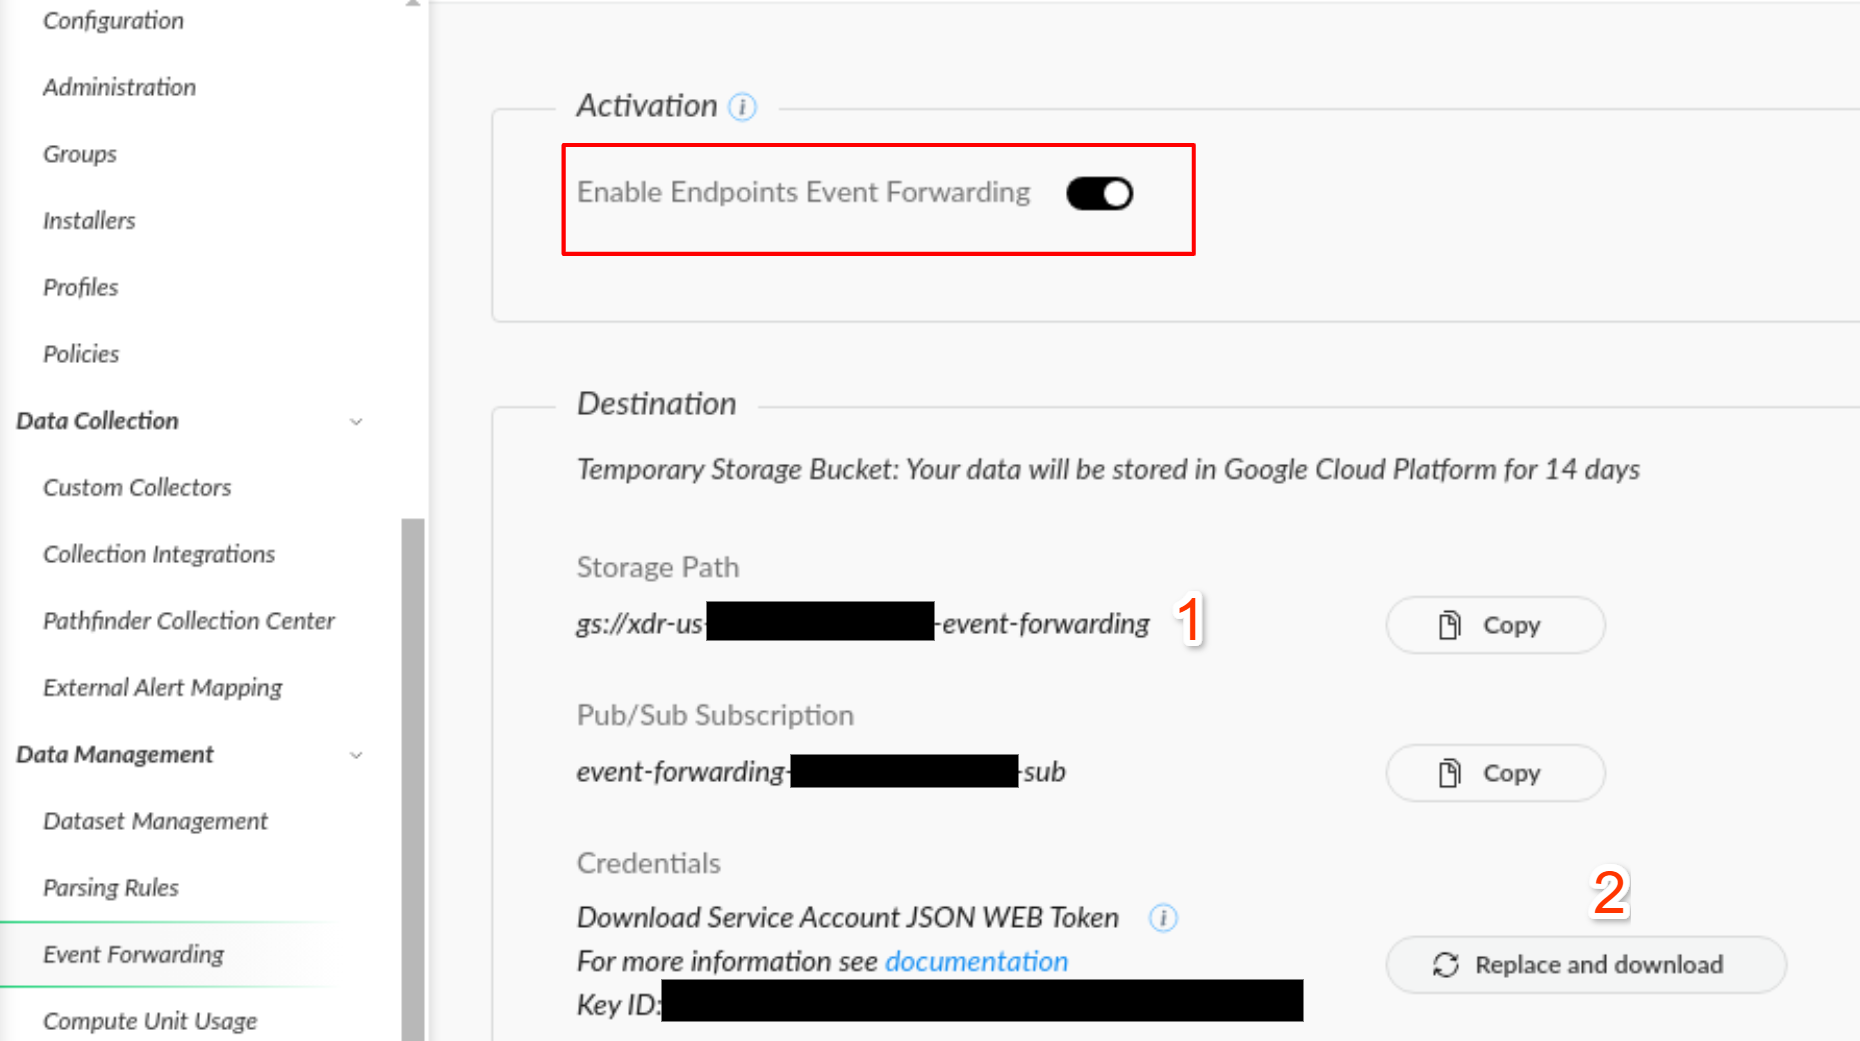 Configuration
Administration
Groups
Installers
Profiles
Policies
Data Collection
Custom Collectors
Collection Integrations
Pathfinder Collection Center
External Alert Mapping
Data Management
Dataset Management
Parsing Rules
Event Forwarding
Compute Unit Usage
Activation i
Enable Endpoints Event Forwarding
Destination
Temporary Storage Bucket: Your data will be stored in Google Cloud Platform for 14 days
Storage Path
gs://xdr-us- -event-forwarding 1 Copy
Pub/Sub Subscription
event-forwarding- -sub Copy
Credentials
2
Download Service Account JSON WEB Token i
For more information see documentation Replace and download
Key ID: